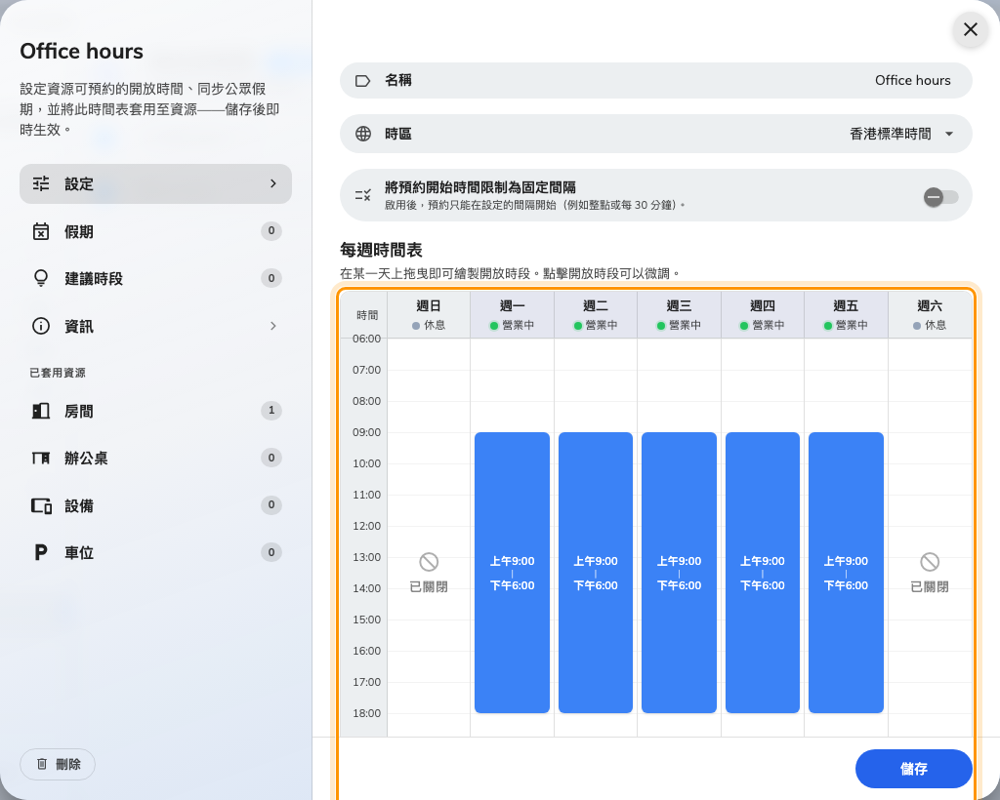 Office hours
設定資源可預約的開放時間、同步公眾假
期，並將此時間表套用至資源——儲存後即
時生效。
設定
假期 0
建議時段 0
資訊
已套用資源
房間 1
辦公桌 0
設備 0
車位 0
刪除
名稱 Office hours
時區 香港標準時間
將預約開始時間限制為固定間隔
啟用後，預約只能在設定的間隔開始（例如整點或每 30 分鐘）。
每週時間表
在某一天上拖曳即可繪製開放時段。點擊開放時段可以微調。
時間 週日 週一 週二 週三 週四 週五 週六
休息 營業中 營業中 營業中 營業中 營業中 休息
06:00
07:00
08:00
09:00
10:00
11:00
12:00
13:00
14:00
15:00
16:00
17:00
18:00
上午9:00 上午9:00 上午9:00 上午9:00 上午9:00
下午6:00 下午6:00 下午6:00 下午6:00 下午6:00
已關閉 已關閉
儲存